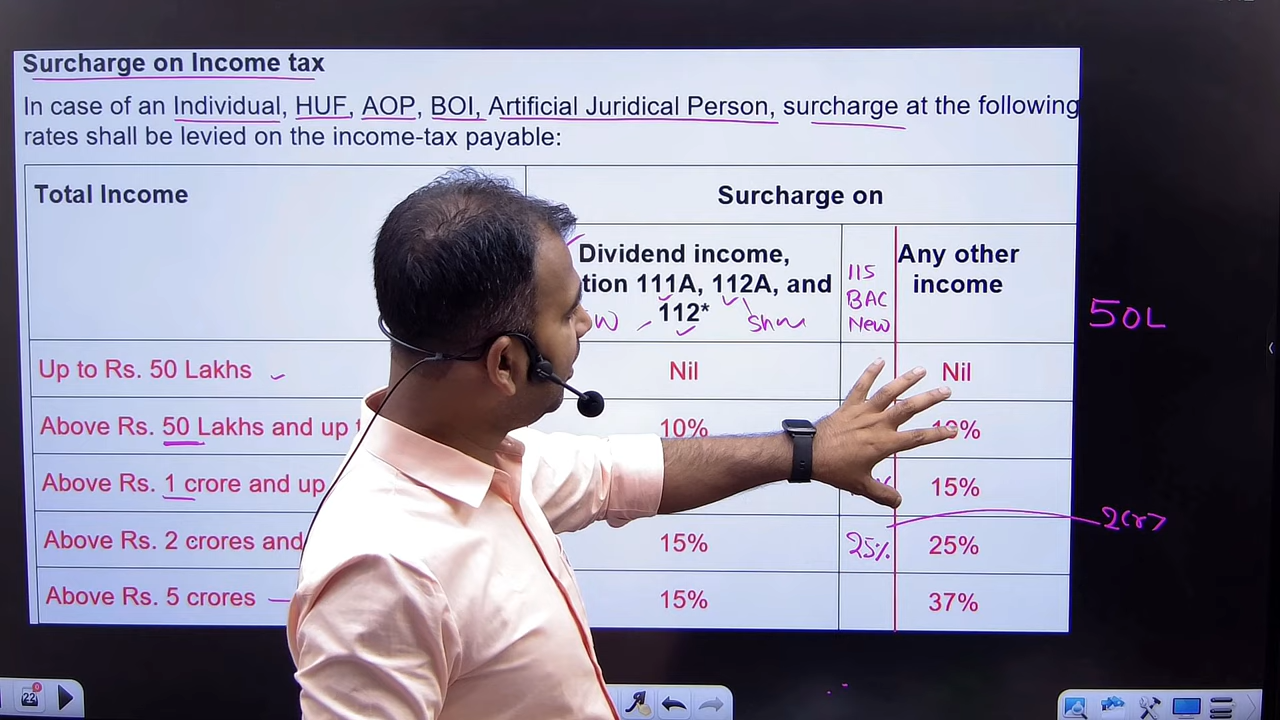 Surcharge on Income tax
In case of an Individual, HUF, AOP, BOI, Artificial Juridical Person, surcharge at the following
rates shall be levied on the income-tax payable:
Total Income
Surcharge on
Dividend income,
tion 111A, 112A, and
112*
115
BAC
New
Any other
income
50L
Up to Rs. 50 Lakhs
Nil
Nil
Above Rs. 50 Lakhs and up
10%
Above Rs. 1 crore and up
15%
2cr>
Above Rs. 2 crores and
15%
25%
25%
Above Rs. 5 crores
15%
37%
22